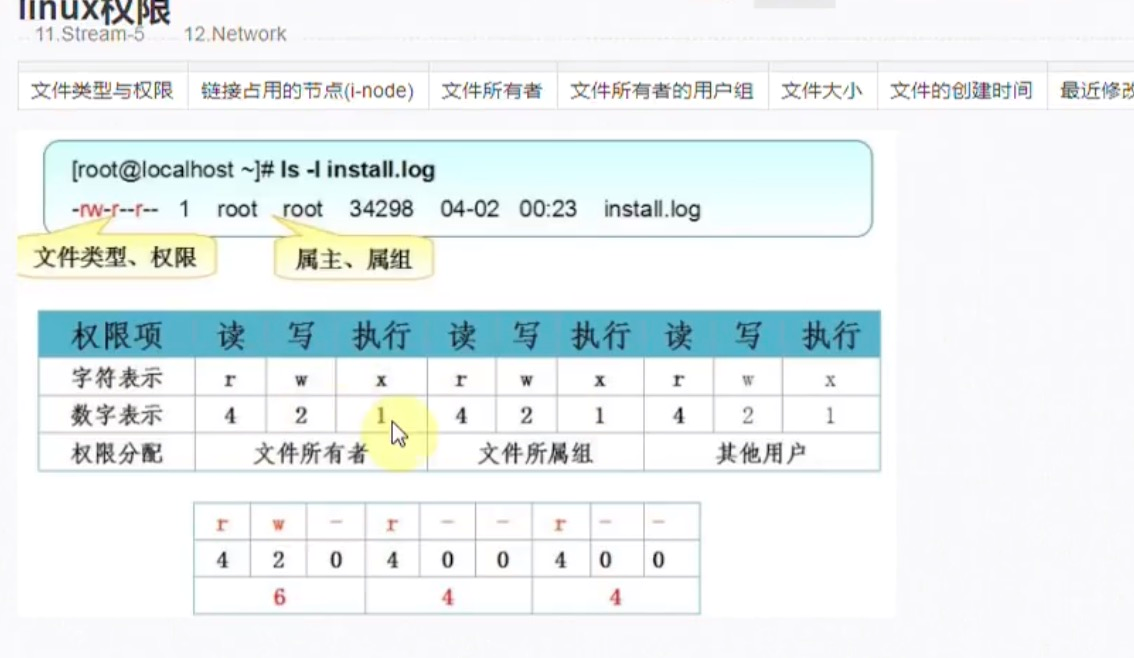 linux权限
11.Stream-5 12.Network
文件类型与权限 链接占用的节点(i-node) 文件所有者 文件所有者的用户组 文件大小 文件的创建时间 最近修改
[root@localhost ~]# ls -l install.log
-rw-r--r-- 1 root root 34298 04-02 00:23 install.log
文件类型、权限 属主、属组
权限项 读 写 执行 读 写 执行 读 写 执行
字符表示 r w x r w x r w x
数字表示 4 2 1 4 2 1 4 2 1
权限分配 文件所有者 文件所属组 其他用户
r w - r - - r - -
4 2 0 4 0 0 4 0 0
6 4 4